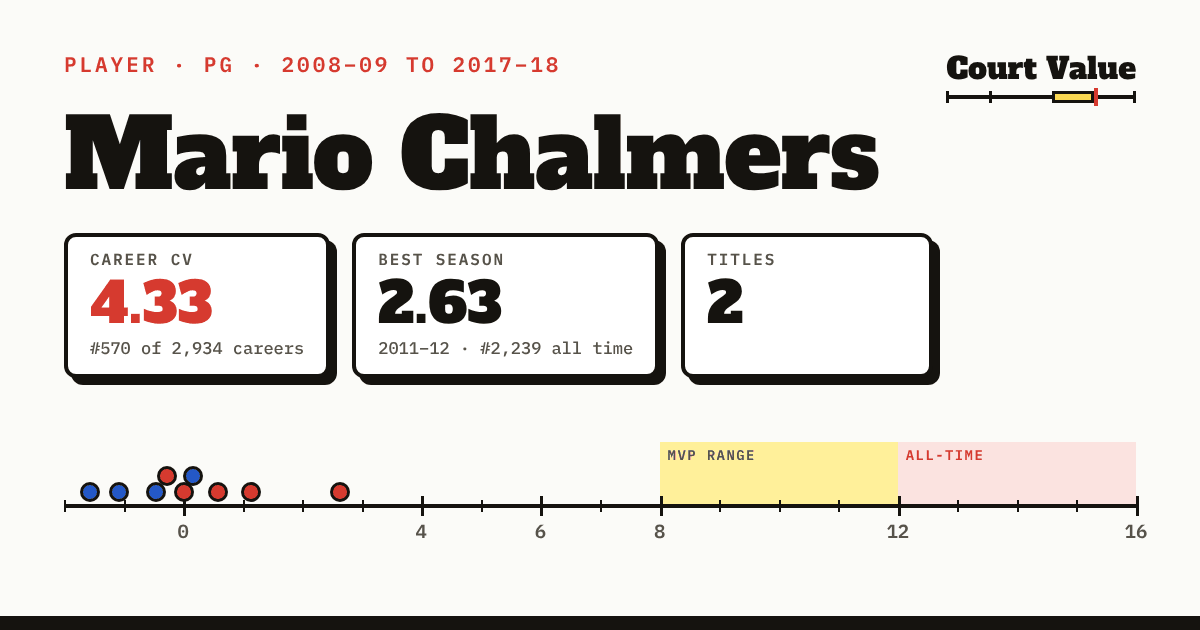 PLAYER · PG · 2008–09 TO 2017–18
Court Value
Mario Chalmers
CAREER CV
4.33
#570 of 2,934 careers
BEST SEASON
2.63
2011–12 · #2,239 all time
TITLES
2
MVP RANGE
ALL-TIME
0 4 6 8 12 16